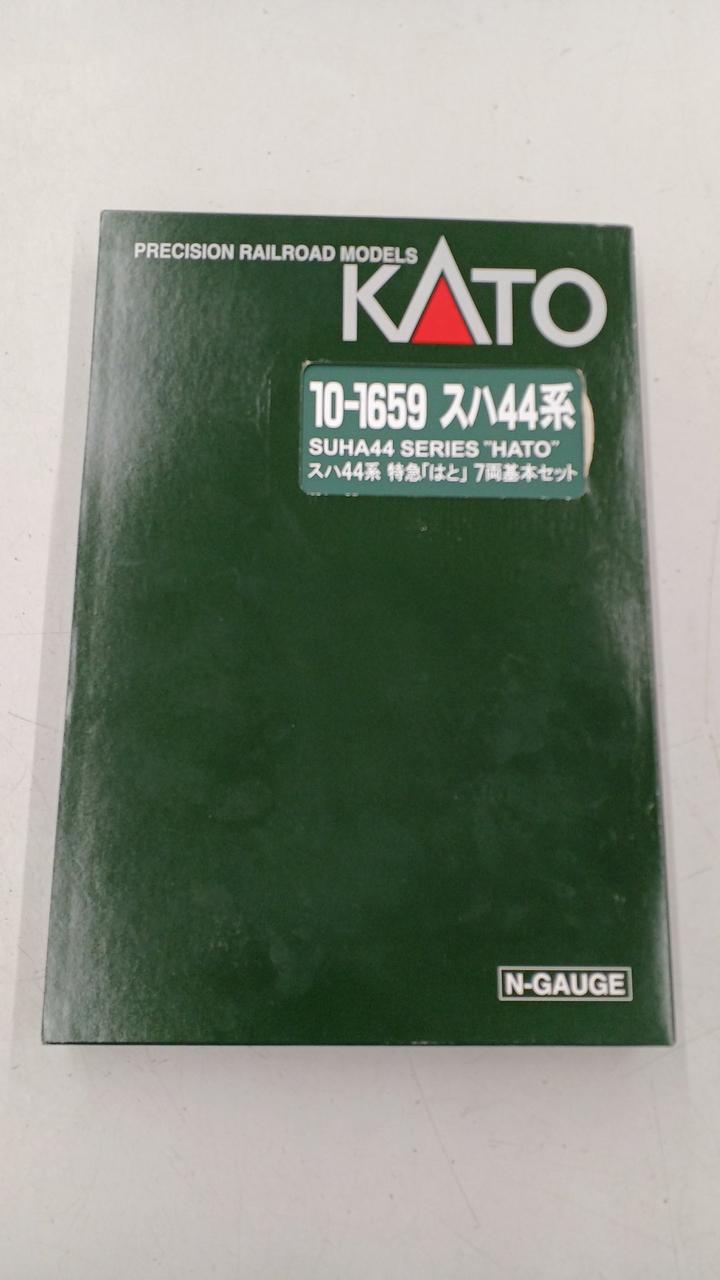 PRECISION RAILROAD MODELS
KATO
10-1659 スハ44系
SUHA44 SERIES "HATO"
スハ44系 特急「はと」 7両基本セット
N-GAUGE